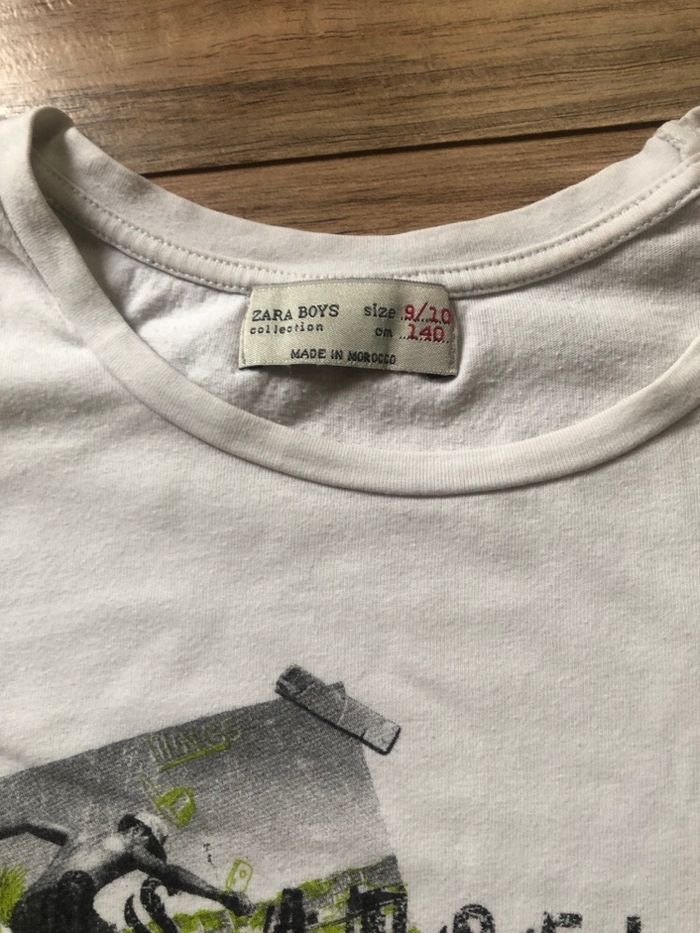 ZARA BOYS size 9/10
collection cm 140
MADE IN MOROCCO